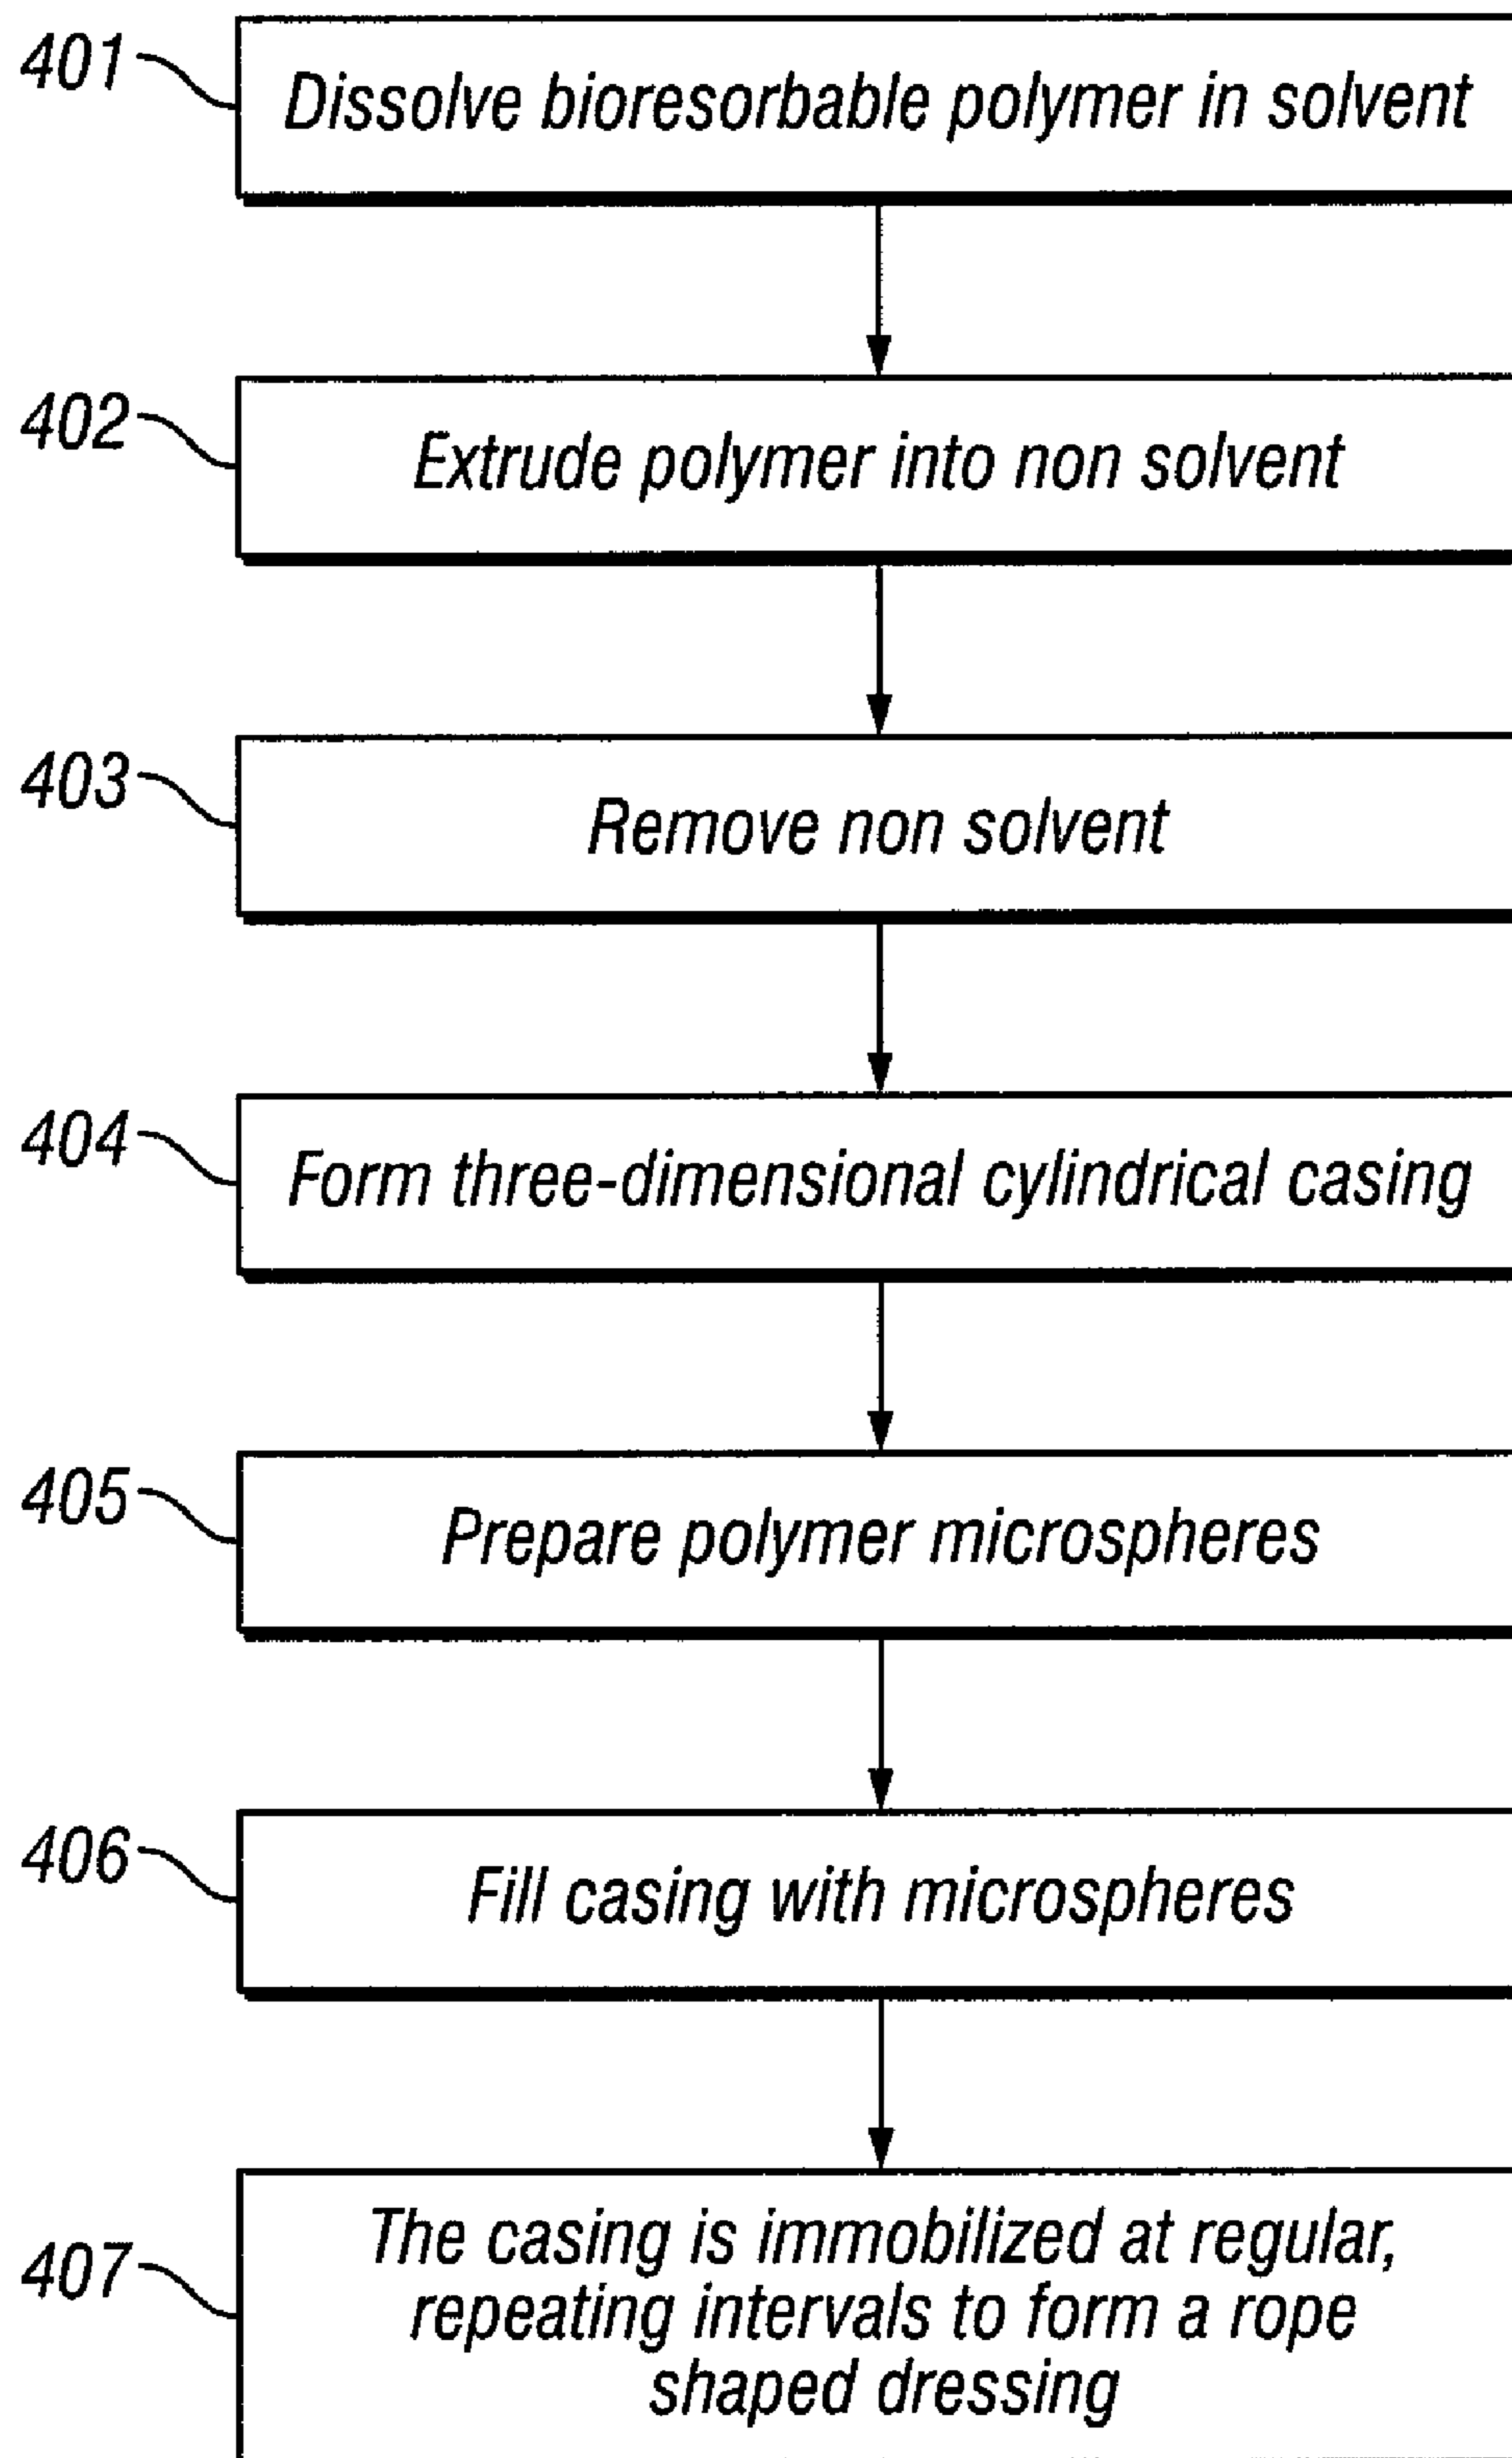 401
Dissolve bioresorbable polymer in solvent
402
Extrude polymer into non solvent
403
Remove non solvent
404
Form three-dimensional cylindrical casing
405
Prepare polymer microspheres
406
Fill casing with microspheres
407
The casing is immobilized at regular,
repeating intervals to form a rope
shaped dressing